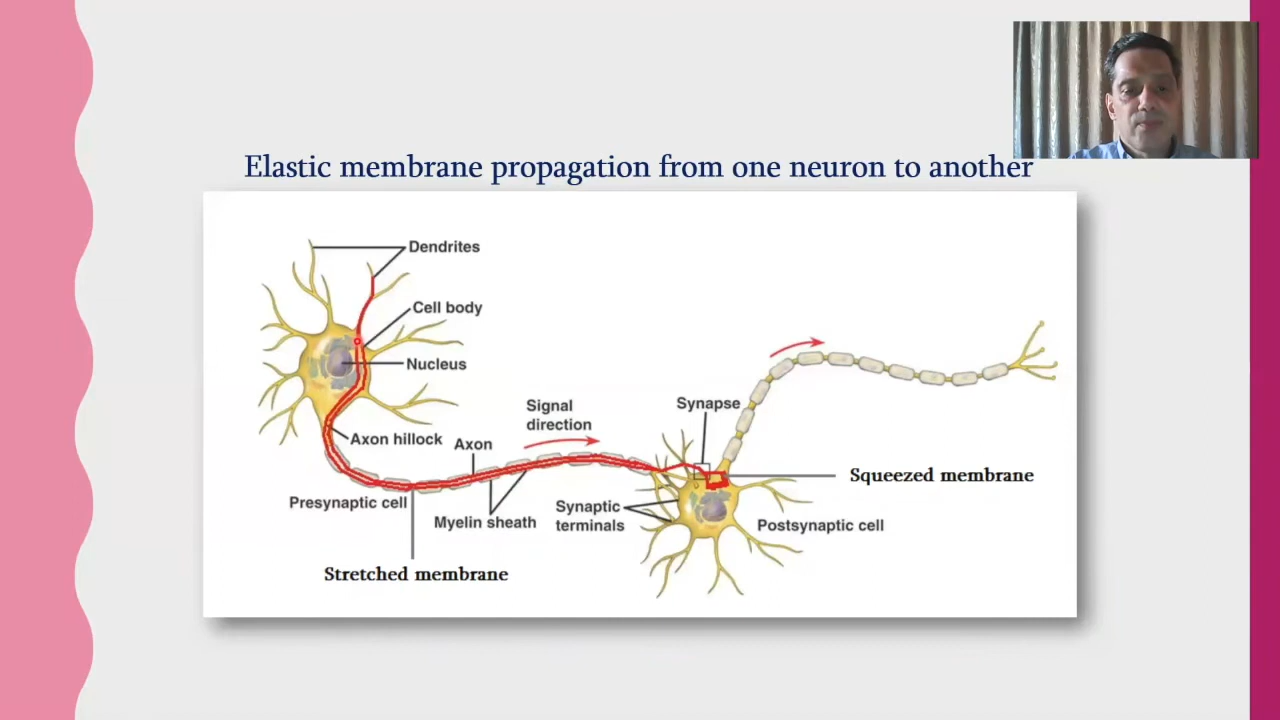 Elastic membrane propagation from one neuron to another
Dendrites
Cell body
Nucleus
Axon hillock
Axon
Signal
direction
Synapse
Squeezed membrane
Presynaptic cell
Myelin sheath
Synaptic
terminals
Postsynaptic cell
Stretched membrane